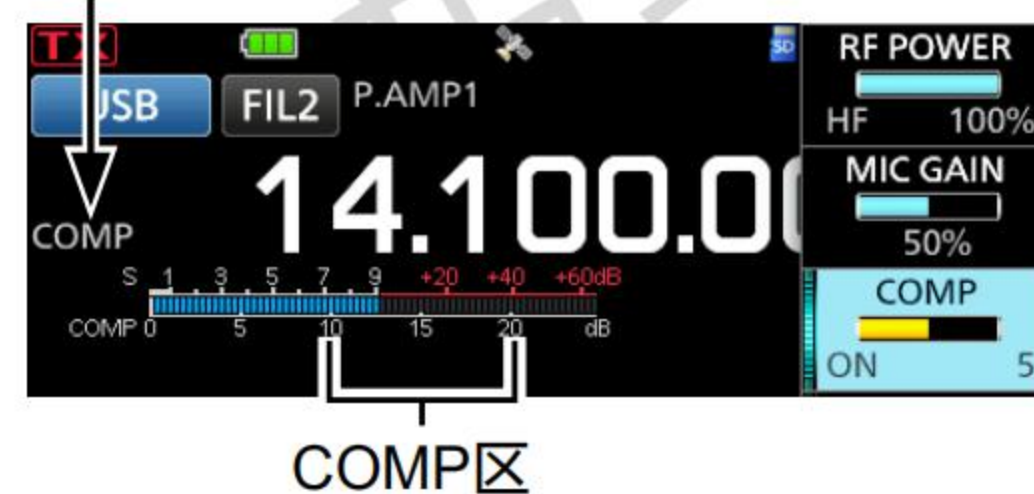 TX SD
USB FIL2 P.AMP1
COMP 14.100.0
S 1 3 5 7 9 +20 +40 +60dB
COMP 0 5 10 15 20 dB
RF POWER
HF 100%
MIC GAIN
50%
COMP
ON 5
COMP区